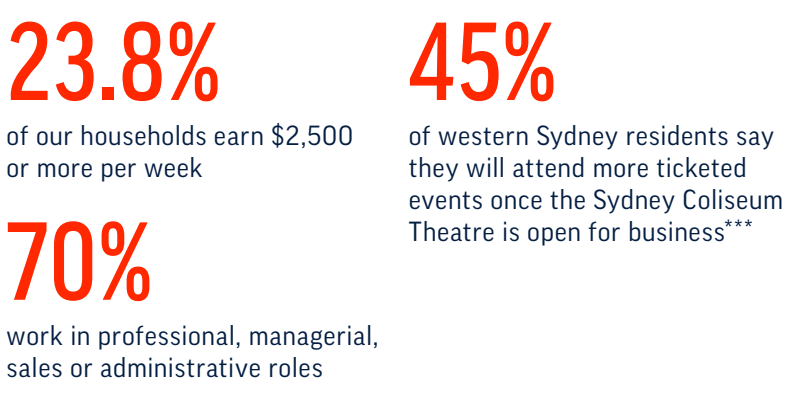 23.8%
of our households earn $2,500
or more per week
70%
work in professional, managerial,
sales or administrative roles
45%
of western Sydney residents say
they will attend more ticketed
events once the Sydney Coliseum
Theatre is open for business***